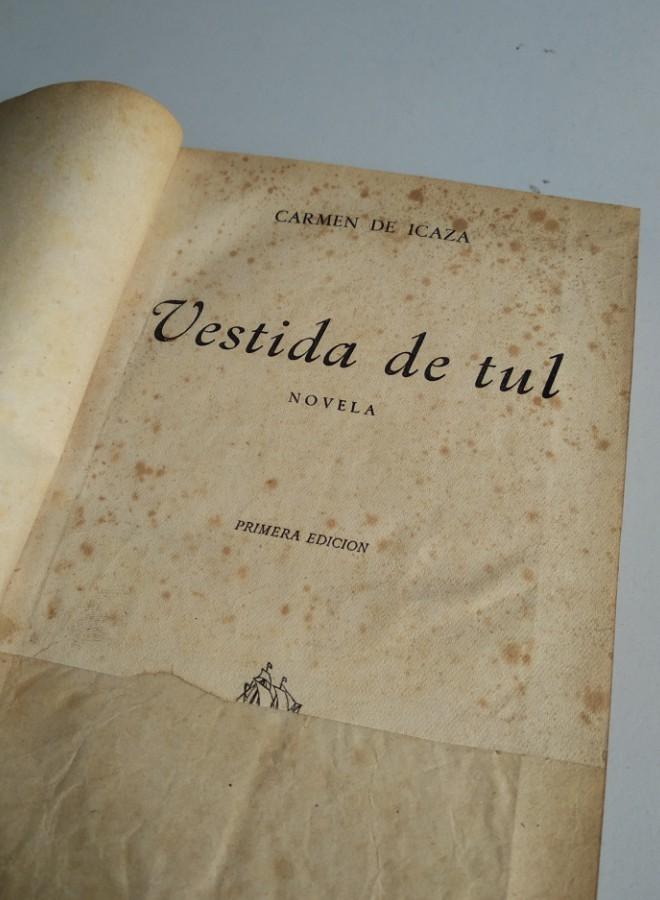 CARMEN DE ICAZA
Vestida de tul
NOVELA
PRIMERA EDICION